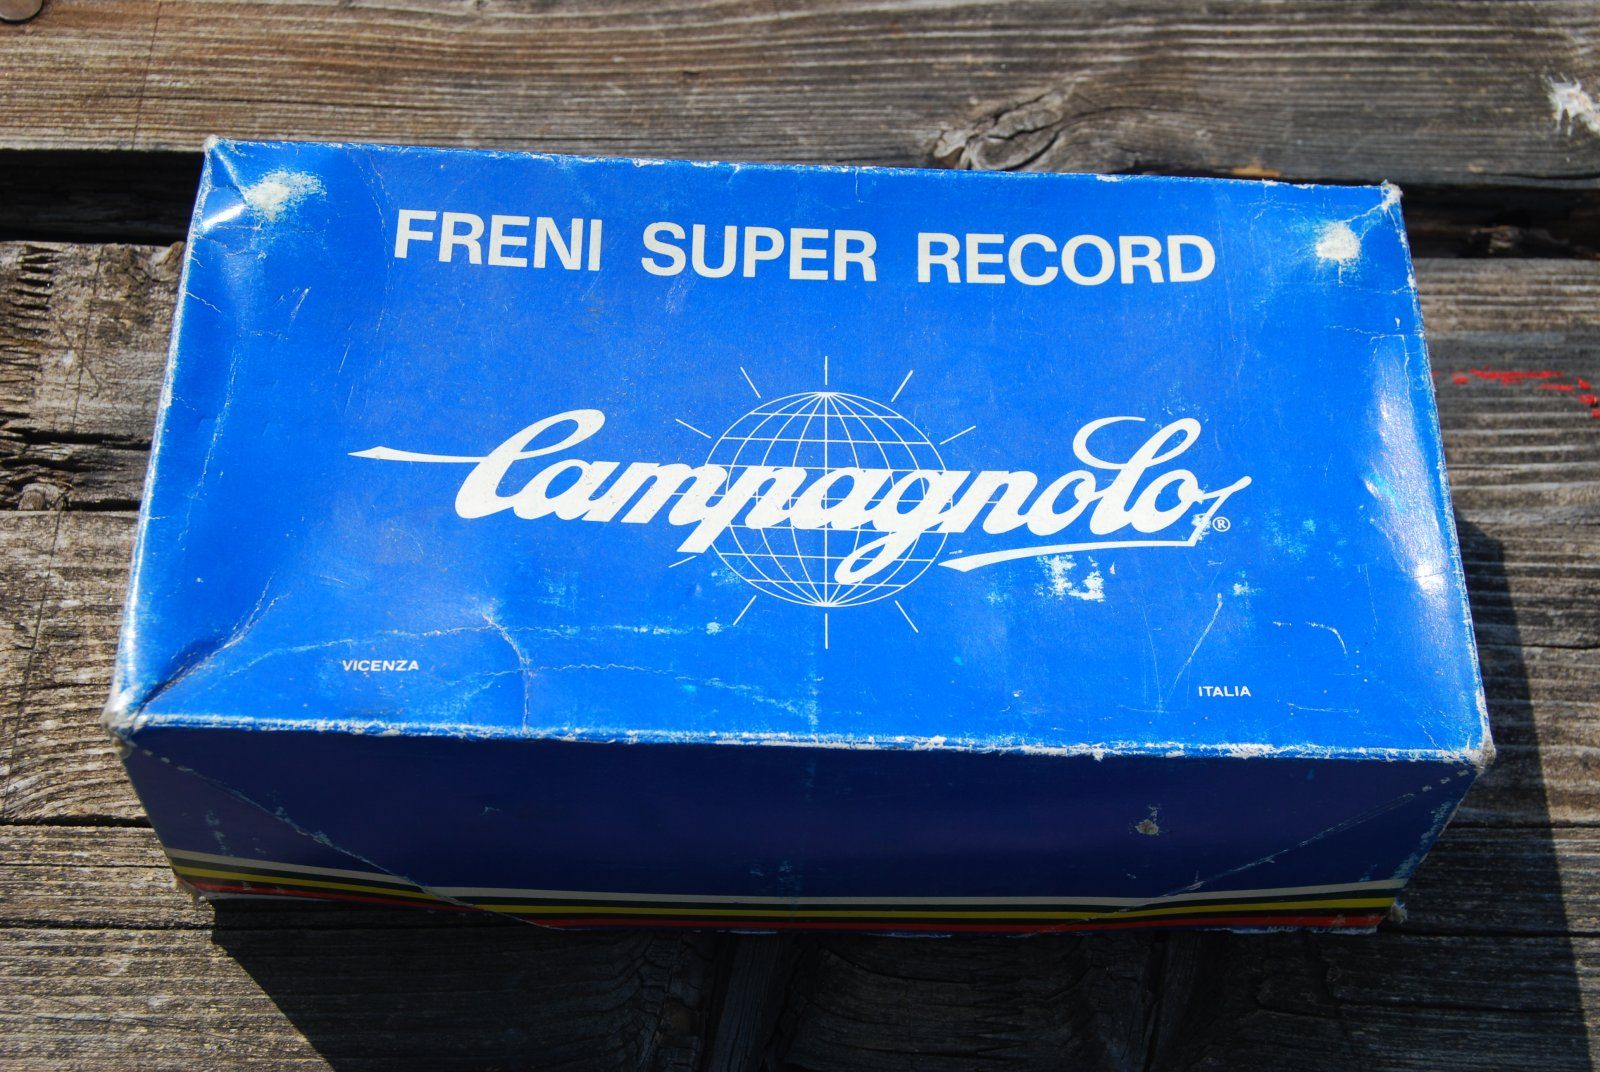 FRENI SUPER RECORD
Campagnolo®
VICENZA
ITALIA